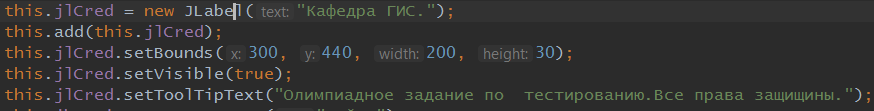 this.jlCred = new JLabel( text: "Кафедра ГИС.");
this.add(this.jlCred);
this.jlCred.setBounds( x: 300, y: 440, width: 200, height: 30);
this.jlCred.setVisible(true);
this.jlCred.setToolTipText("Олимпиадное задание по  тестированию.Все права защищины.");